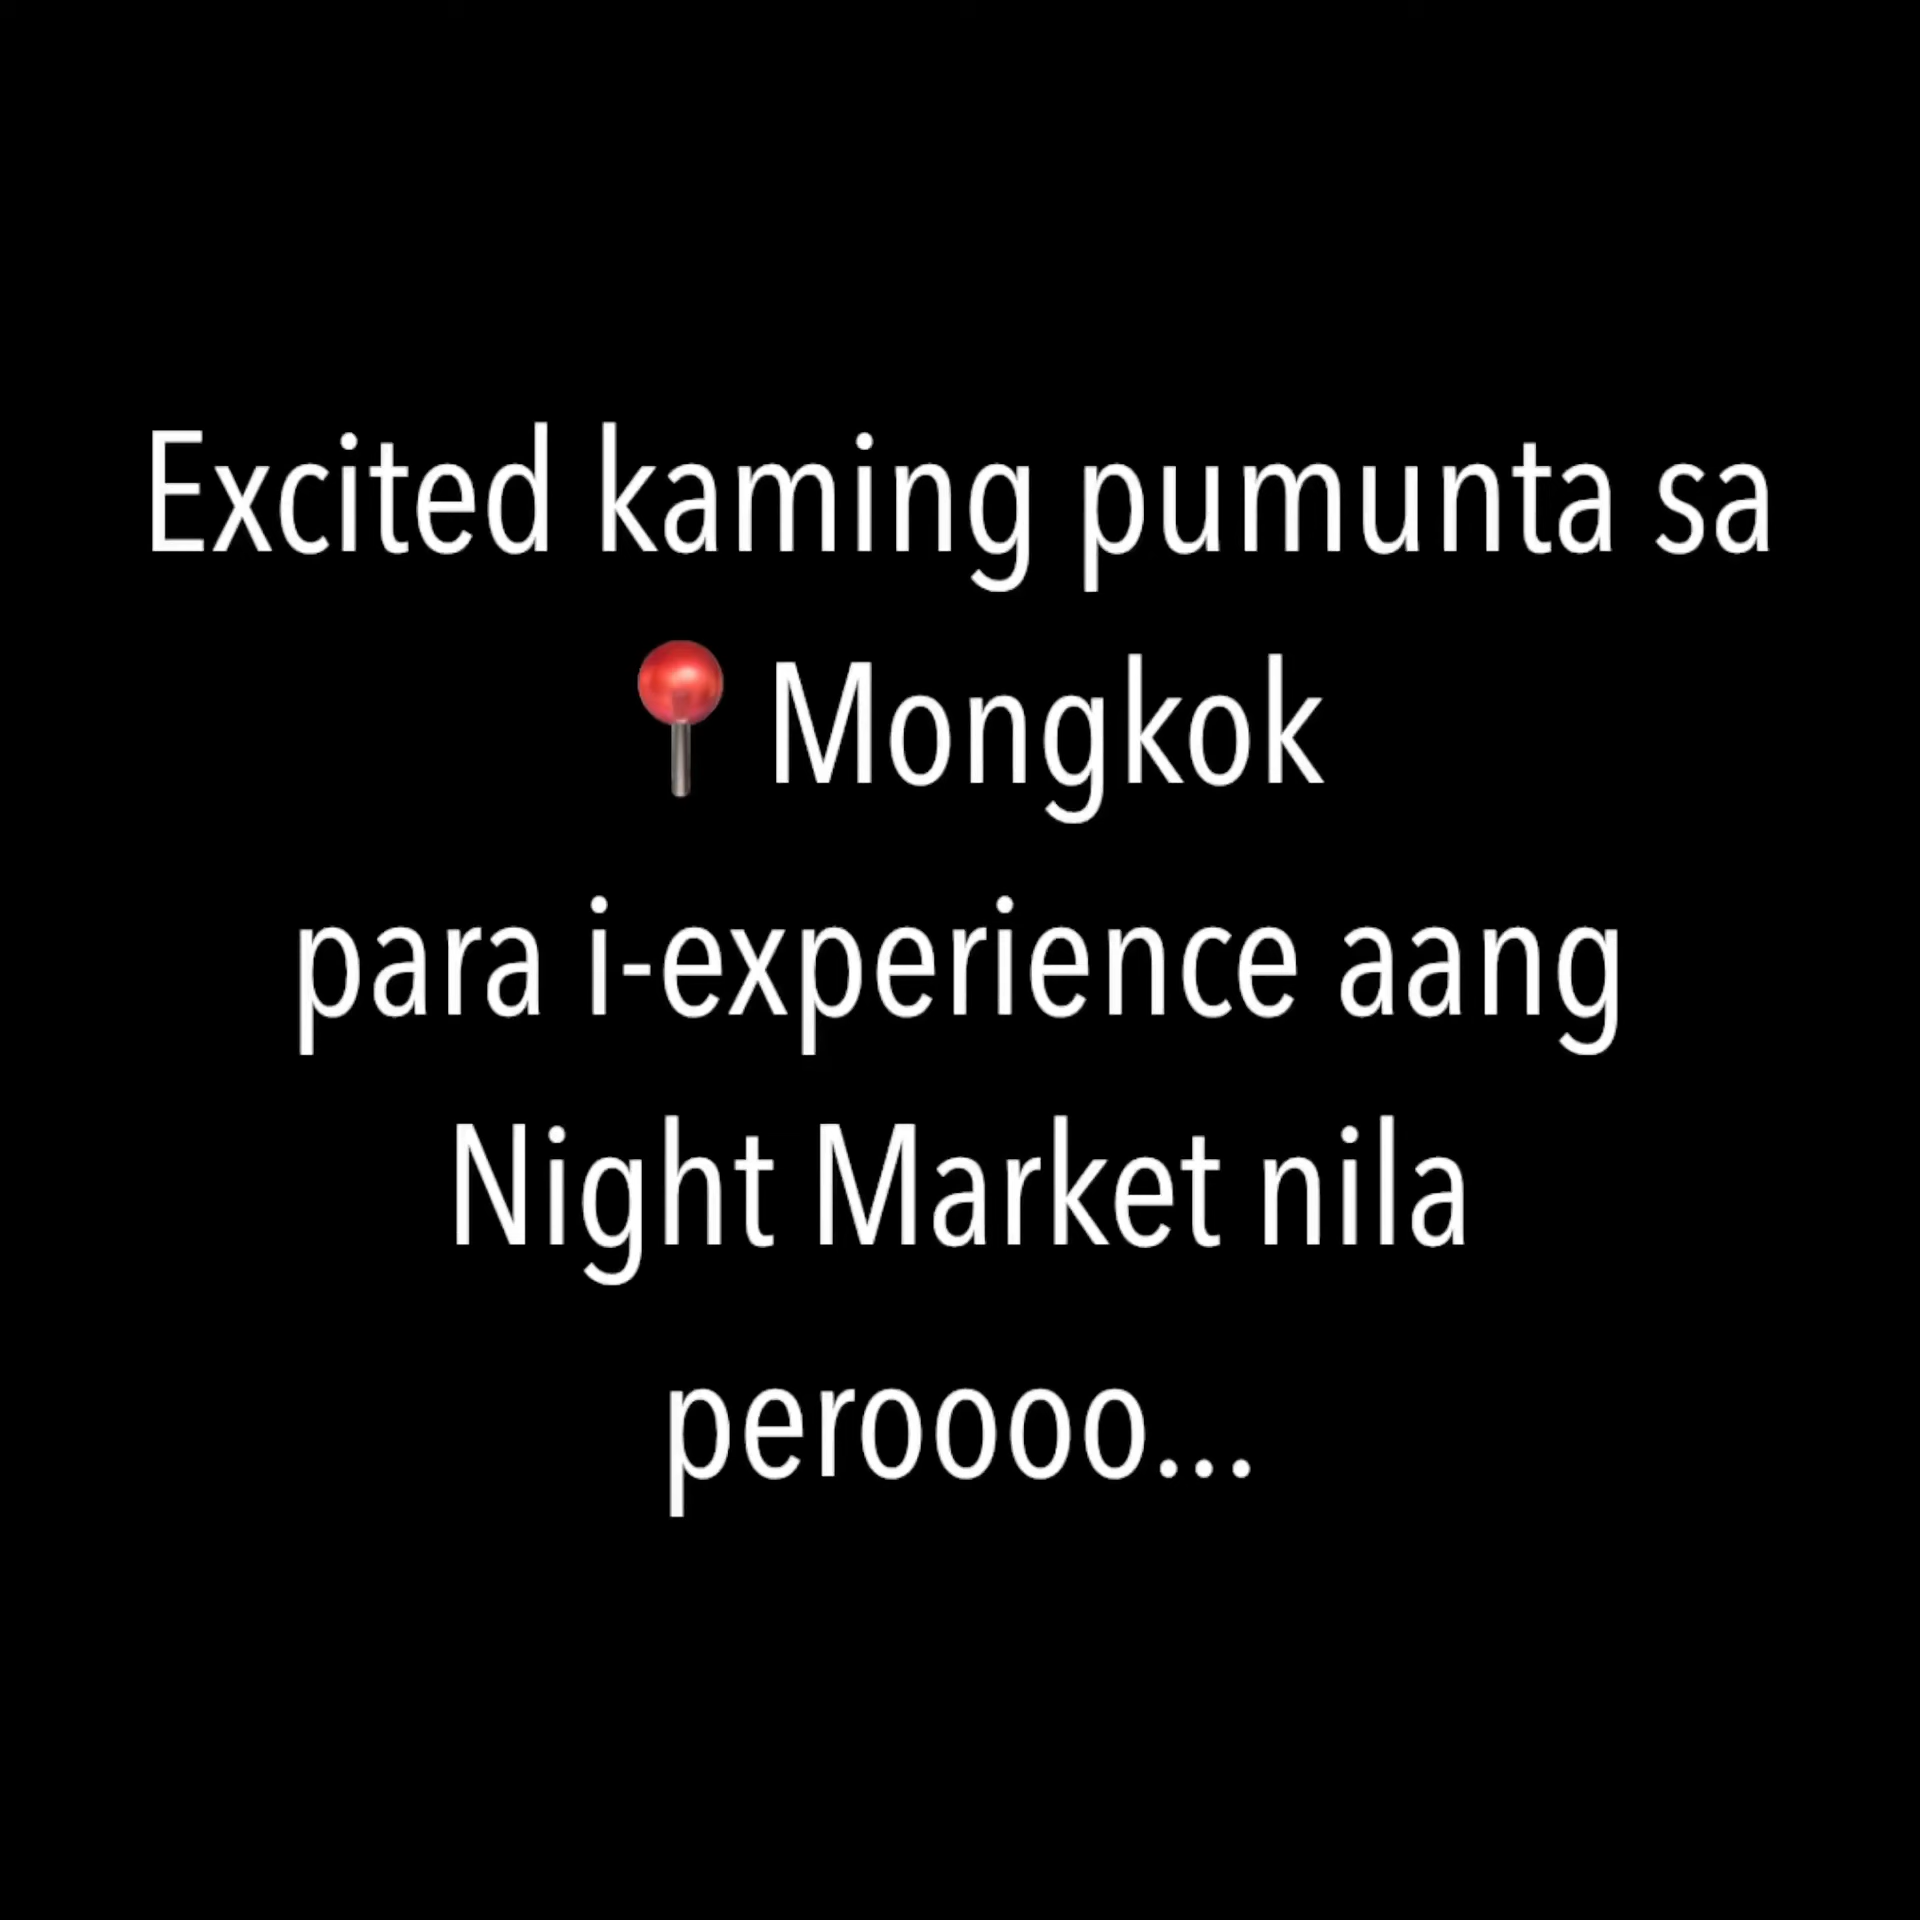 Excited kaming pumunta sa
📍 Mongkok
para i-experience aang
Night Market nila
peroooo...